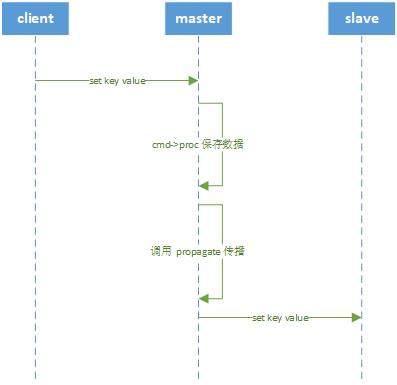 client master slave
set key value
cmd->proc 保存数据
调用 propagate 传播
set key value